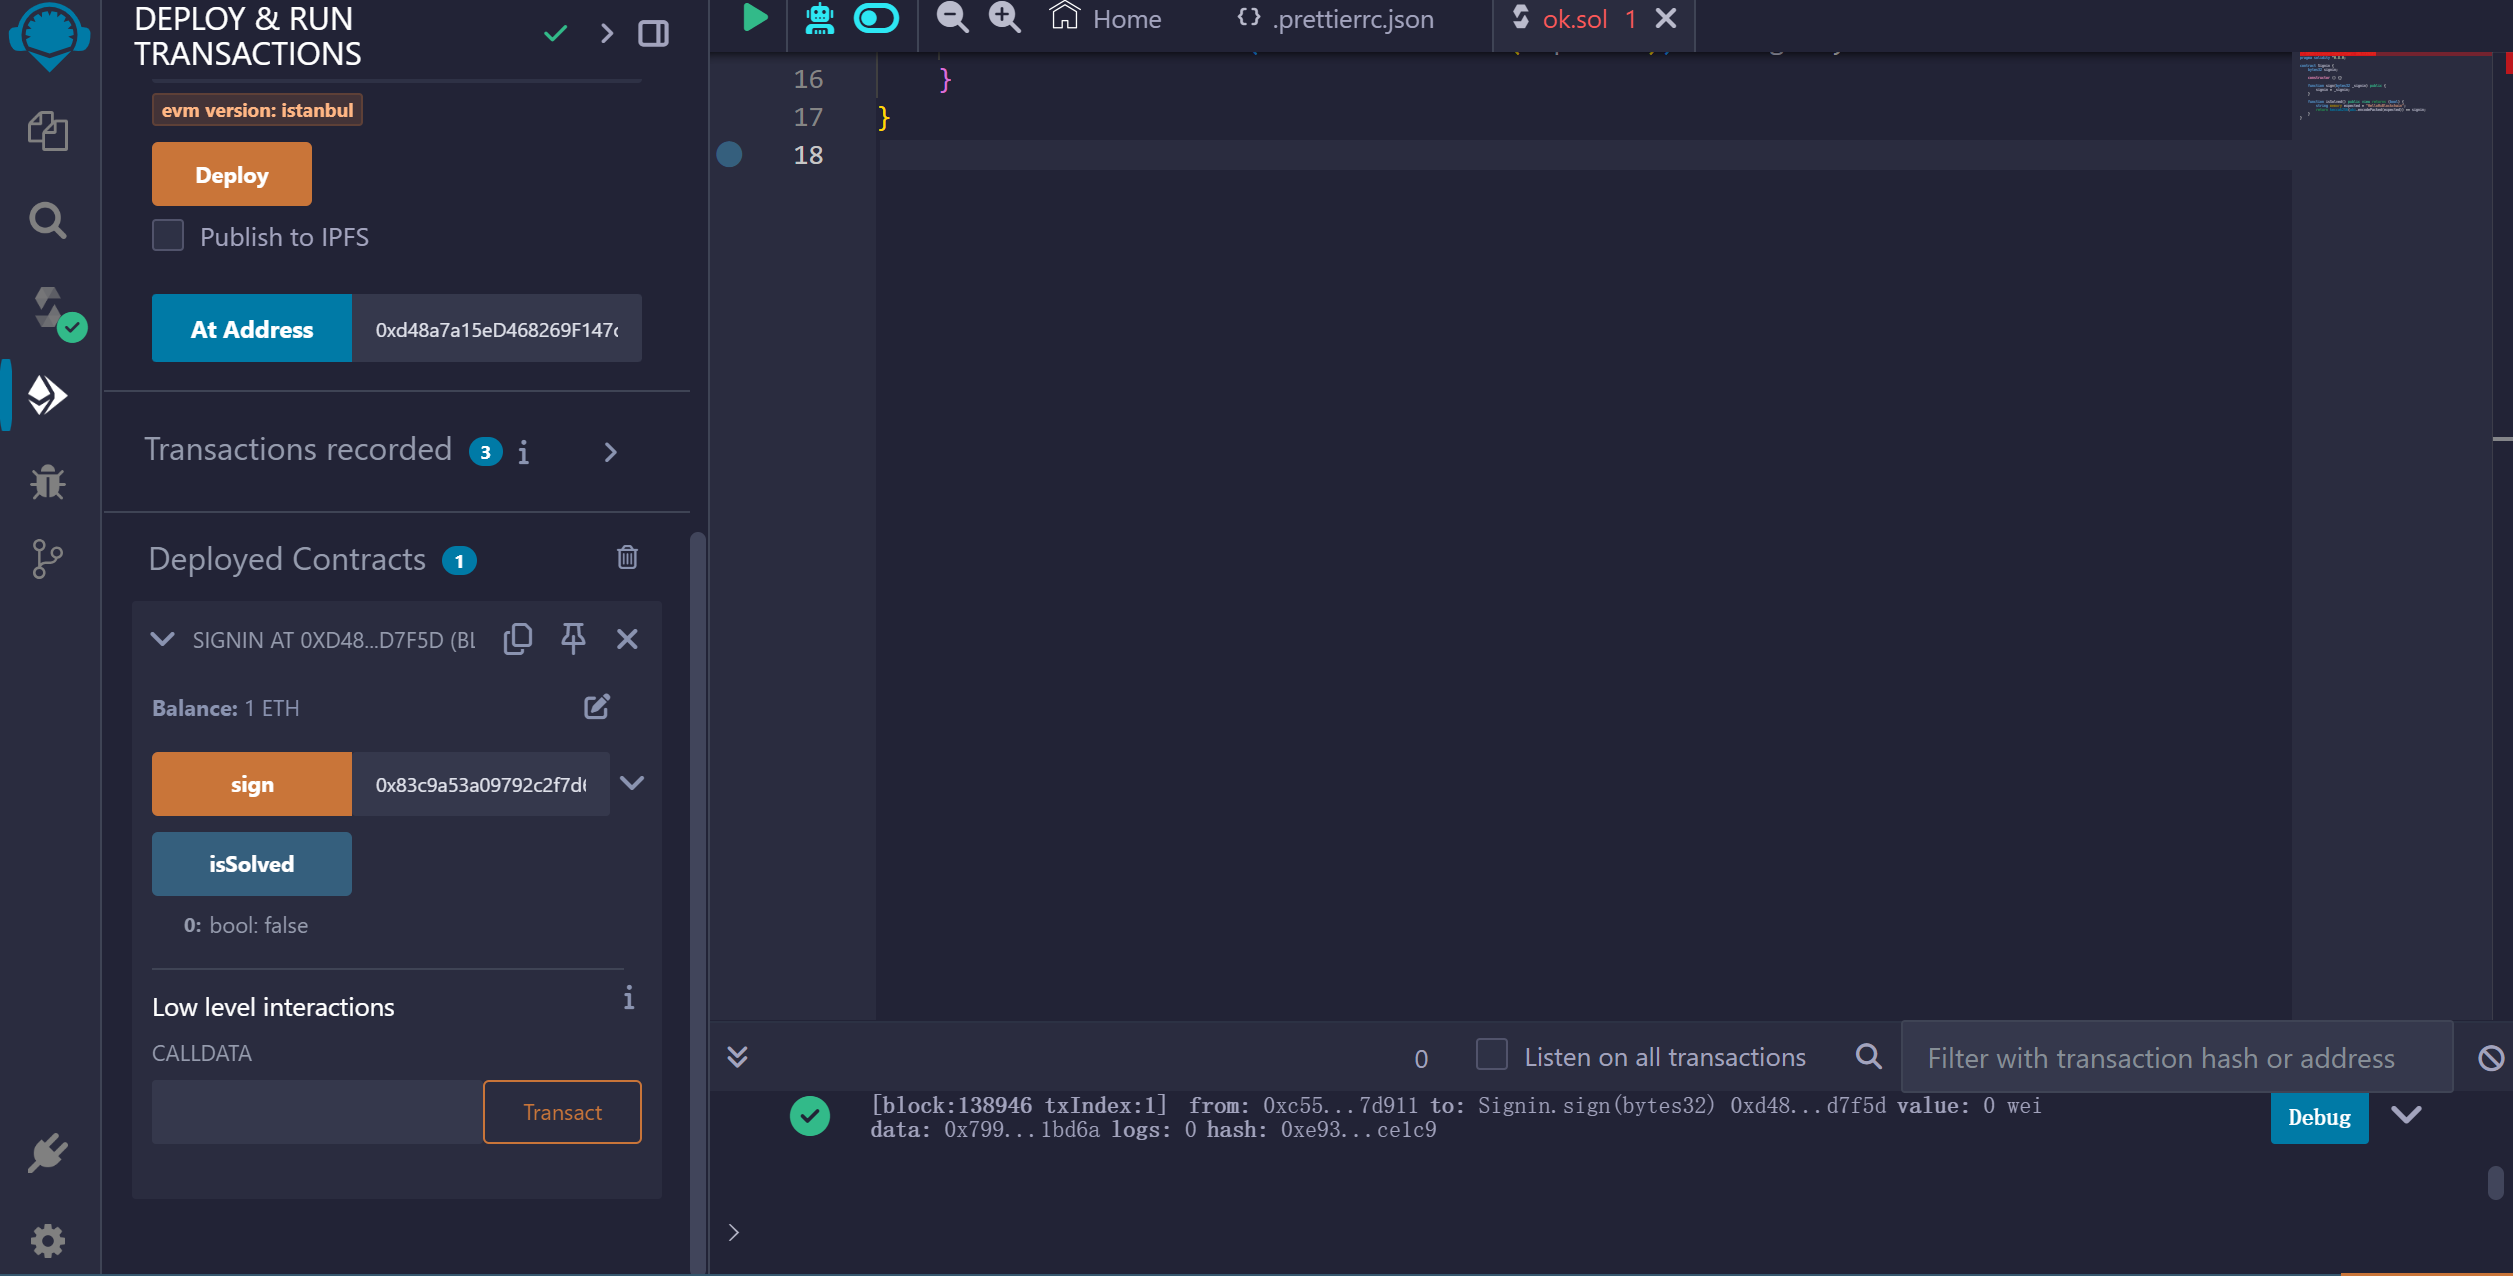 DEPLOY & RUN
TRANSACTIONS
evm version: istanbul
Deploy
Publish to IPFS
At Address
0xd48a7a15eD468269F147
Transactions recorded 3 i
Deployed Contracts 1
SIGNIN AT 0XD48...D7F5D (BL
Balance: 1 ETH
sign
0x83c9a53a09792c2f7d6
isSolved
0: bool: false
Low level interactions i
CALLDATA
Transact
Home
{} .prettierrc.json
ok.sol 1
16 }
17 }
18
0
Listen on all transactions
Filter with transaction hash or address
[block:138946 txIndex:1] from: 0xc55...7d911 to: Signin.sign(bytes32) 0xd48...d7f5d value: 0 wei
data: 0x799...1bd6a logs: 0 hash: 0xe93...ce1c9
Debug
>